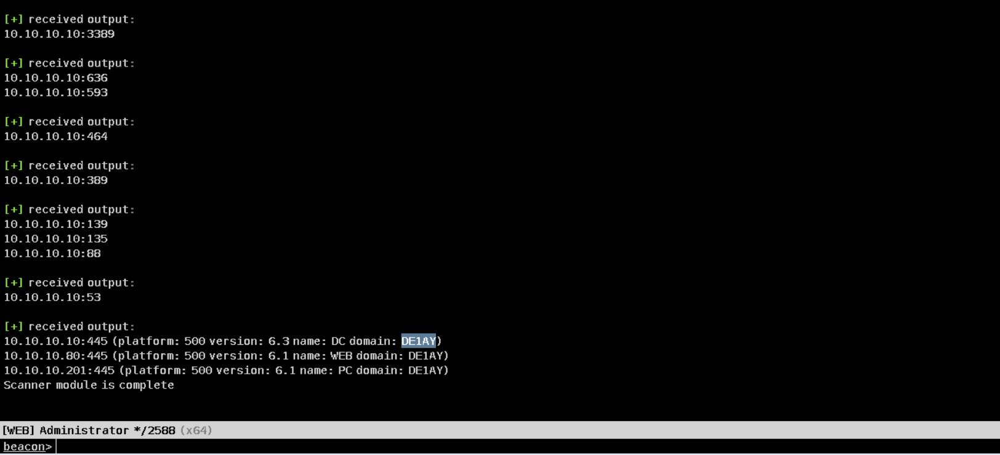 [+] received output:
10.10.10.10:3389
[+] received output:
10.10.10.10:636
10.10.10.10:593
[+] received output:
10.10.10.10:464
[+] received output:
10.10.10.10:389
[+] received output:
10.10.10.10:139
10.10.10.10:135
10.10.10.10:88
[+] received output:
10.10.10.10:53
[+] received output:
10.10.10.10:445 (platform: 500 version: 6.3 name: DC domain: DE1AY)
10.10.10.80:445 (platform: 500 version: 6.1 name: WEB domain: DE1AY)
10.10.10.201:445 (platform: 500 version: 6.1 name: PC domain: DE1AY)
Scanner module is complete
[WEB] Administrator */2588 (x64)
beacon>